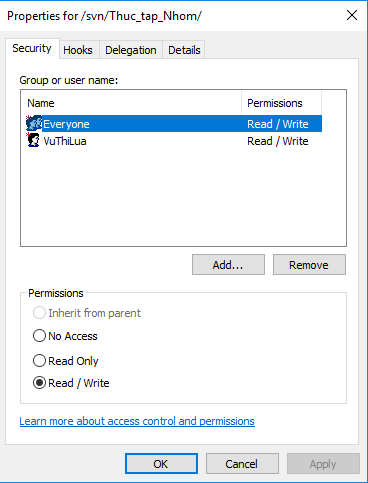 Properties for /svn/Thuc_tap_Nhom/
Security Hooks Delegation Details
Group or user name:
Name Permissions
Everyone Read / Write
VuThiLua Read / Write
Add... Remove
Permissions
Inherit from parent
No Access
Read Only
Read / Write
Learn more about access control and permissions
OK Cancel Apply